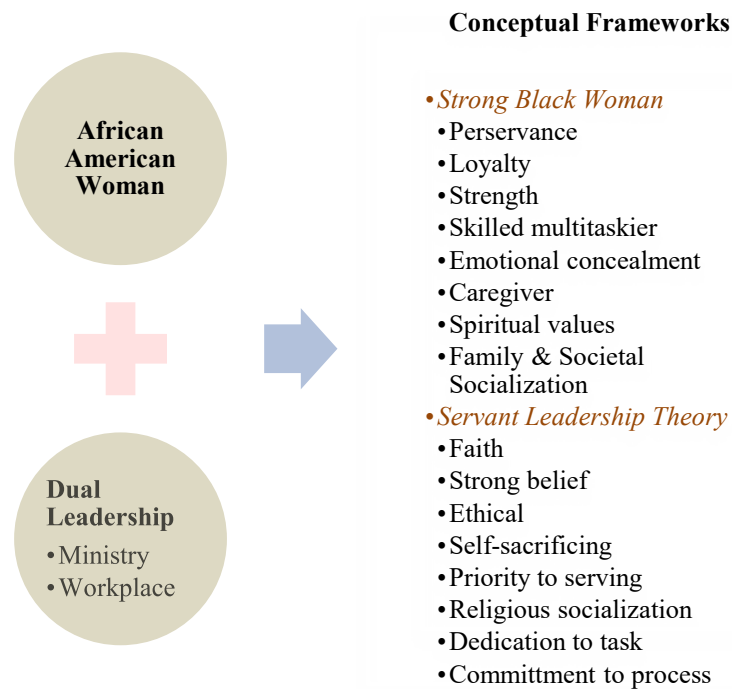 Conceptual Frameworks
African
American
Woman
Dual
Leadership
•Ministry
•Workplace
•Strong Black Woman
•Perservance
•Loyalty
•Strength
•Skilled multitaskier
•Emotional concealment
•Caregiver
•Spiritual values
•Family & Societal
Socialization
•Servant Leadership Theory
•Faith
•Strong belief
•Ethical
•Self-sacrificing
•Priority to serving
•Religious socialization
•Dedication to task
•Committment to process